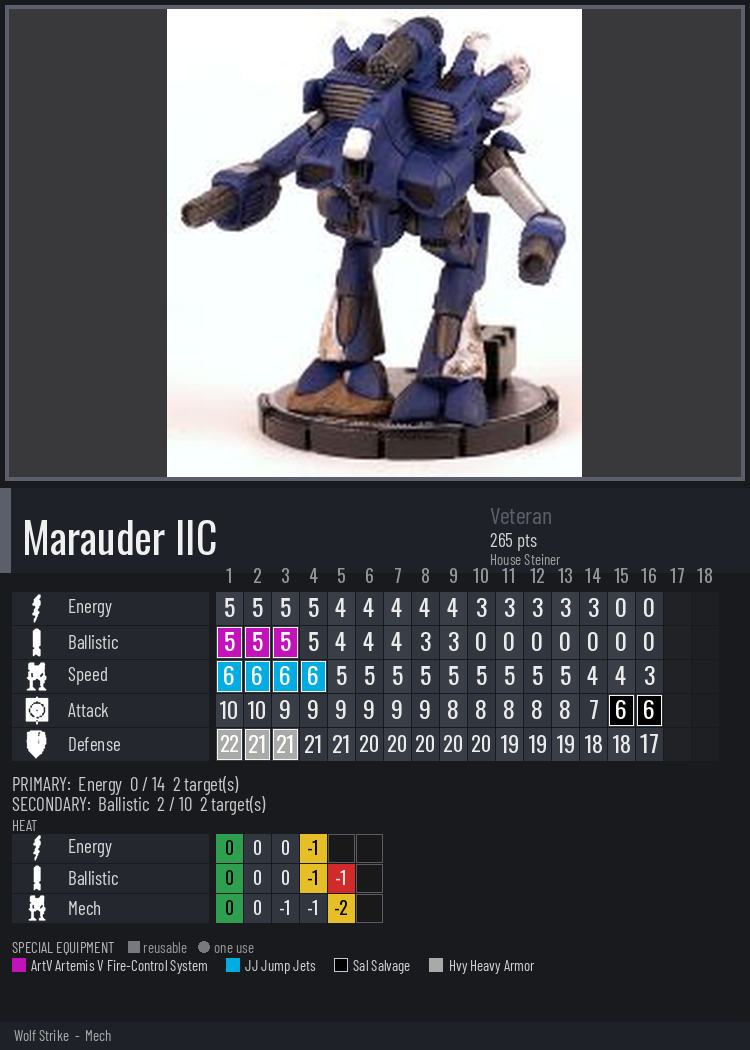 Marauder IIC
Veteran
265 pts
House Steiner
1 2 3 4 5 6 7 8 9 10 11 12 13 14 15 16 17 18
Energy 5 5 5 5 4 4 4 4 4 3 3 3 3 3 0 0
Ballistic 5 5 5 5 4 4 4 3 3 0 0 0 0 0 0 0
Speed 6 6 6 6 5 5 5 5 5 5 5 5 5 4 4 3
Attack 10 10 9 9 9 9 9 9 8 8 8 8 8 7 6 6
Defense 22 21 21 21 21 20 20 20 20 20 19 19 19 18 18 17
PRIMARY: Energy 0 / 14 2 target(s)
SECONDARY: Ballistic 2 / 10 2 target(s)
HEAT
Energy 0 0 0 -1
Ballistic 0 0 0 -1 -1
Mech 0 0 -1 -1 -2
SPECIAL EQUIPMENT reusable one use
ArtV Artemis V Fire-Control System JJ Jump Jets Sal Salvage Hvy Heavy Armor
Wolf Strike - Mech